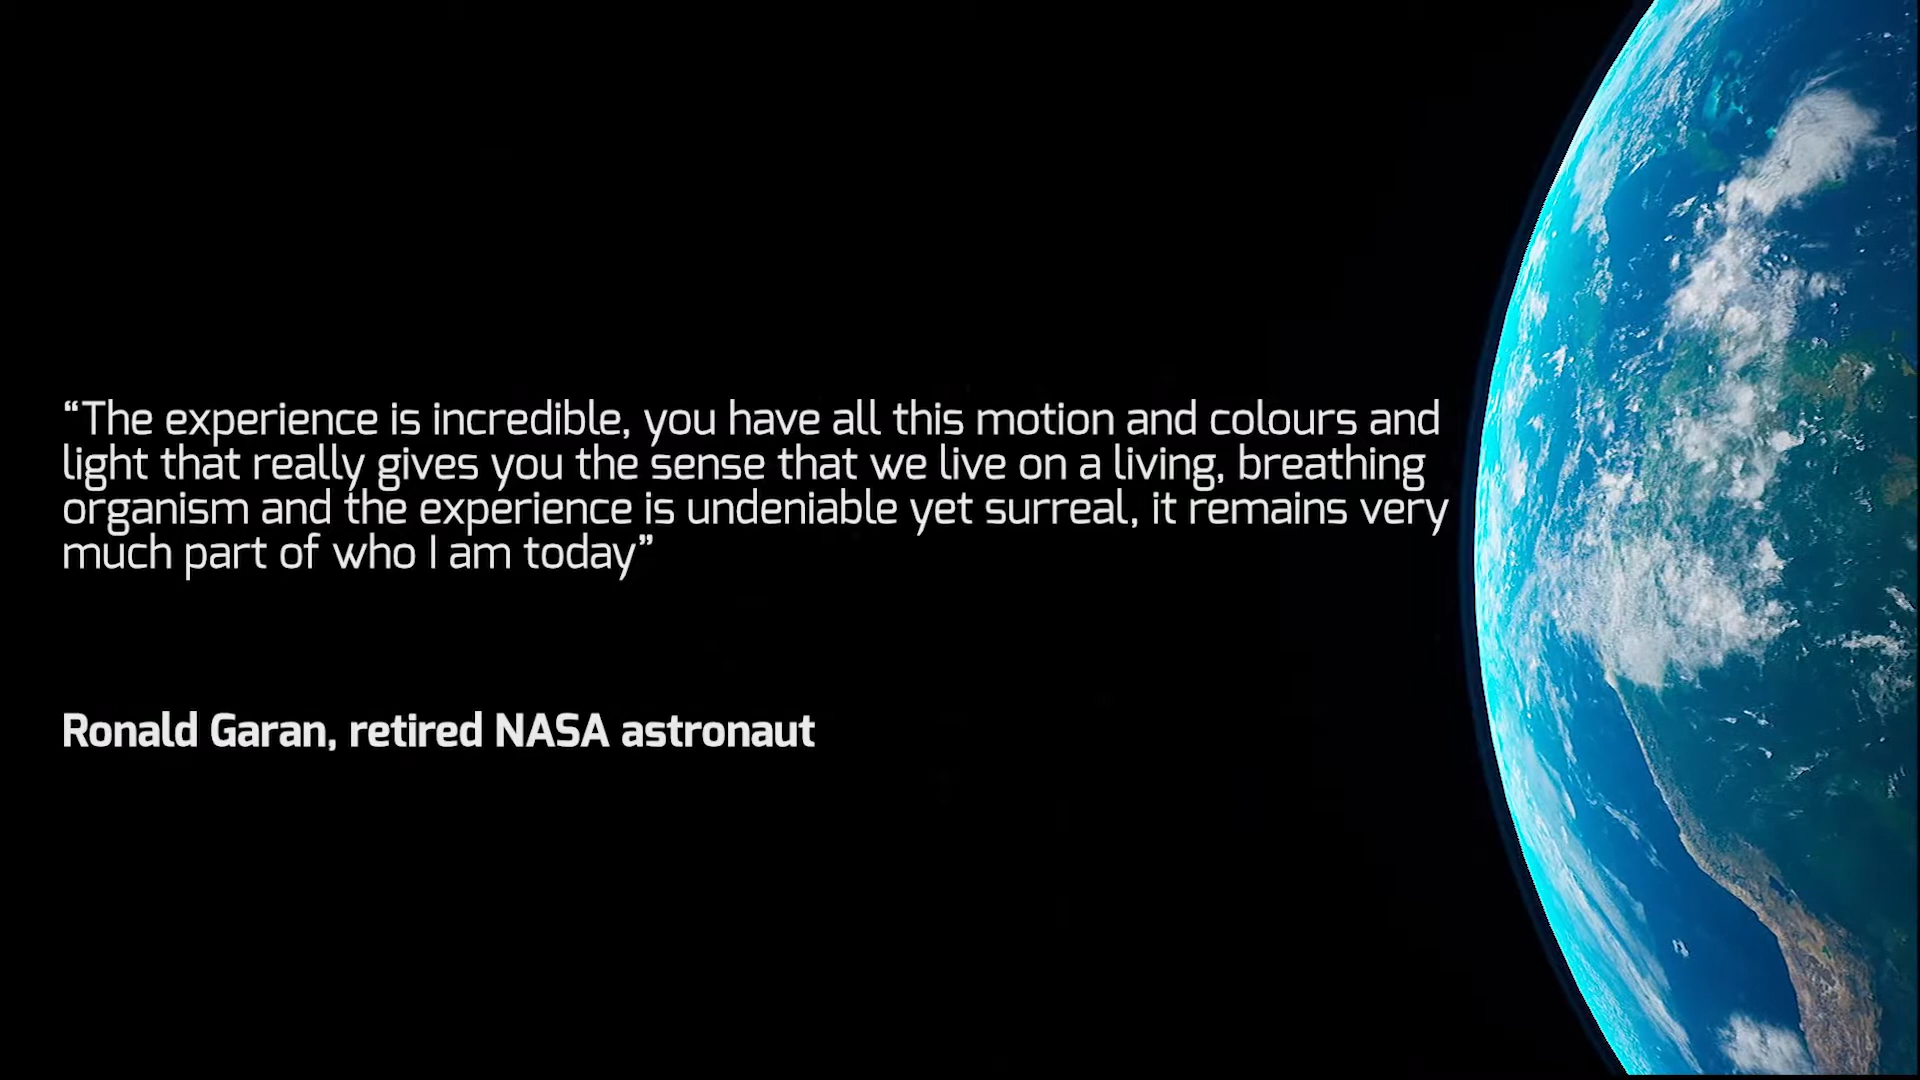 “The experience is incredible, you have all this motion and colours and
light that really gives you the sense that we live on a living, breathing
organism and the experience is undeniable yet surreal, it remains very
much part of who I am today”
Ronald Garan, retired NASA astronaut